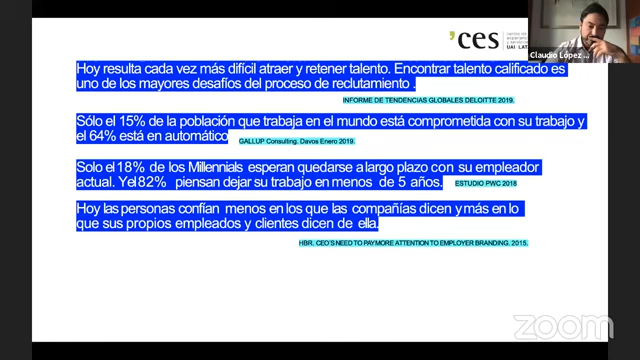 'ces
UAI LAT
Claudio López
Hoy resulta cada vez más difícil atraer y retener talento. Encontrar talento calificado es
uno de los mayores desafíos del proceso de reclutamiento .
INFORME DE TENDENCIAS GLOBALES DELOITTE 2019.
Sólo el 15% de la población que trabaja en el mundo está comprometida con su trabajo y
el 64% está en automático
GALLUP Consulting. Davos Enero 2019.
Solo el 18% de los Millennials esperan quedarse a largo plazo con su empleador
actual. Y el 82% piensan dejar su trabajo en menos de 5 años.
ESTUDIO PWC 2018
Hoy las personas confían menos en los que las compañías dicen y más en lo
que sus propios empleados y clientes dicen de ella.
HBR. CEO'S NEED TO PAY MORE ATTENTION TO EMPLOYER BRANDING. 2015.
zoom